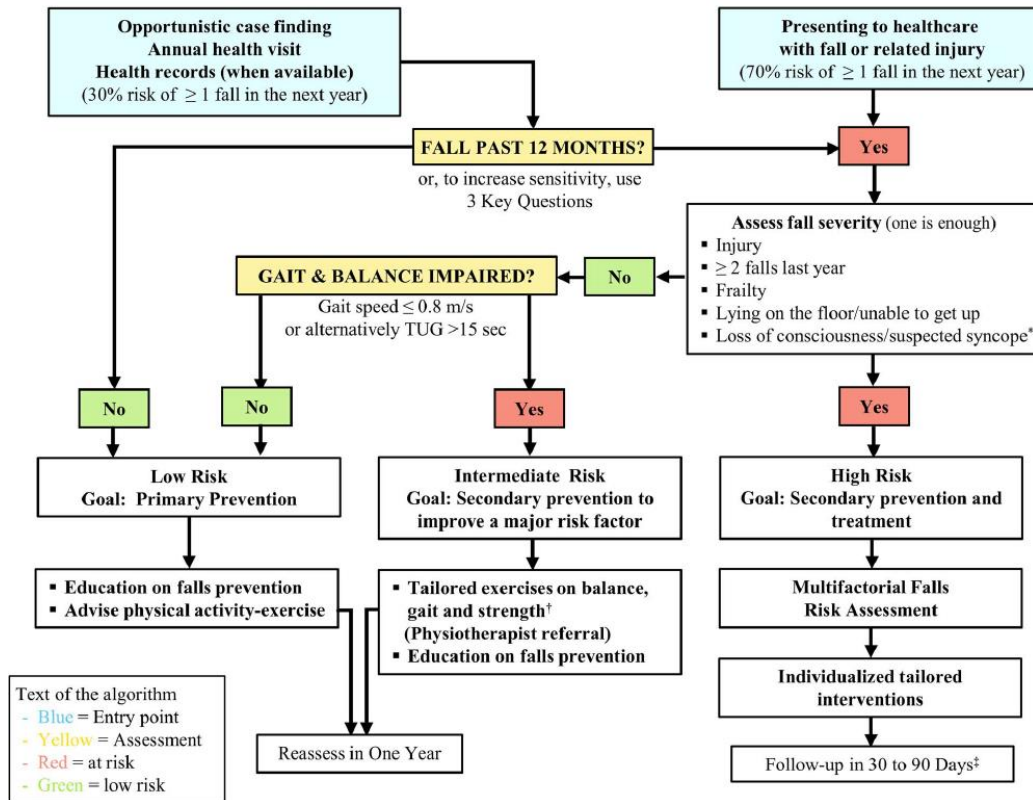 Opportunistic case finding
Annual health visit
Health records (when available)
(30% risk of ≥ 1 fall in the next year)
Presenting to healthcare
with fall or related injury
(70% risk of ≥ 1 fall in the next year)
FALL PAST 12 MONTHS?
Yes
or, to increase sensitivity, use
3 Key Questions
Assess fall severity (one is enough)
▪ Injury
▪ ≥ 2 falls last year
▪ Frailty
▪ Lying on the floor/unable to get up
▪ Loss of consciousness/suspected syncope*
No
GAIT & BALANCE IMPAIRED?
Gait speed ≤ 0.8 m/s
or alternatively TUG >15 sec
No
No
Yes
Yes
Low Risk
Goal: Primary Prevention
Intermediate Risk
Goal: Secondary prevention to
improve a major risk factor
High Risk
Goal: Secondary prevention and
treatment
▪ Education on falls prevention
▪ Advise physical activity-exercise
▪ Tailored exercises on balance,
gait and strength†
(Physiotherapist referral)
▪ Education on falls prevention
Multifactorial Falls
Risk Assessment
Individualized tailored
interventions
Text of the algorithm
- Blue = Entry point
- Yellow = Assessment
- Red = at risk
- Green = low risk
Reassess in One Year
Follow-up in 30 to 90 Days‡